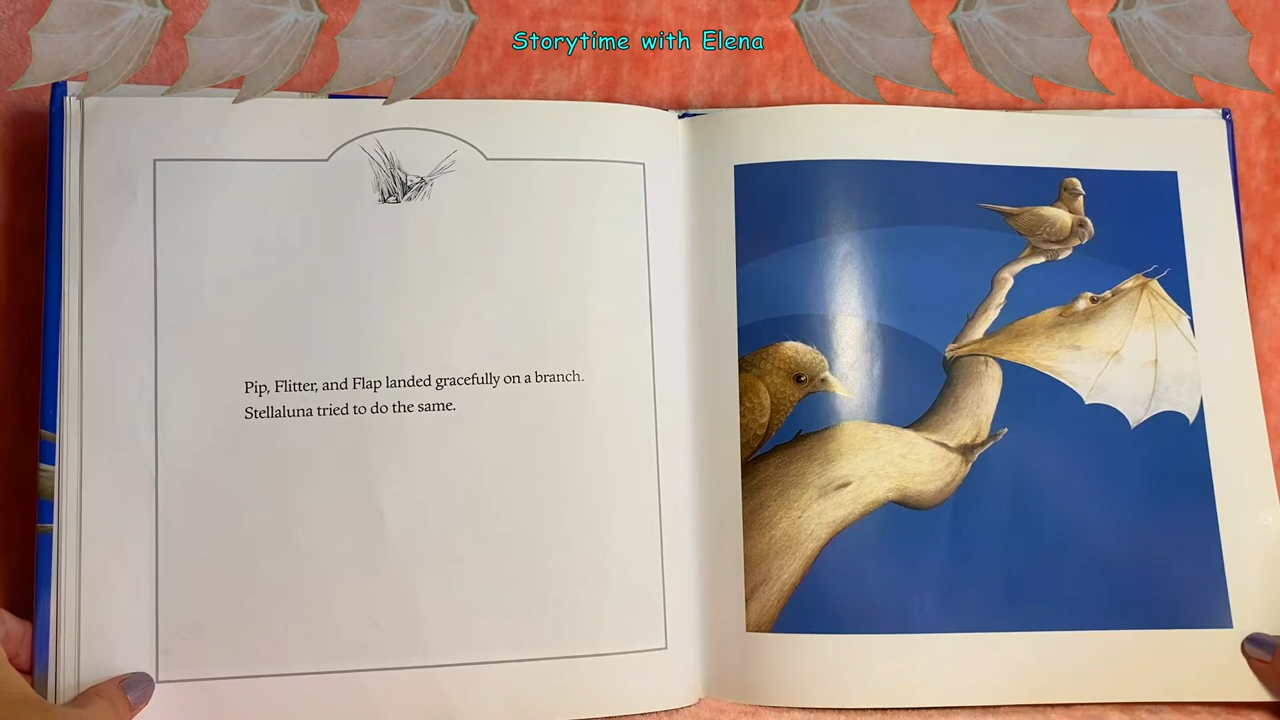 Storytime with Elena
Pip, Flitter, and Flap landed gracefully on a branch.
Stellaluna tried to do the same.